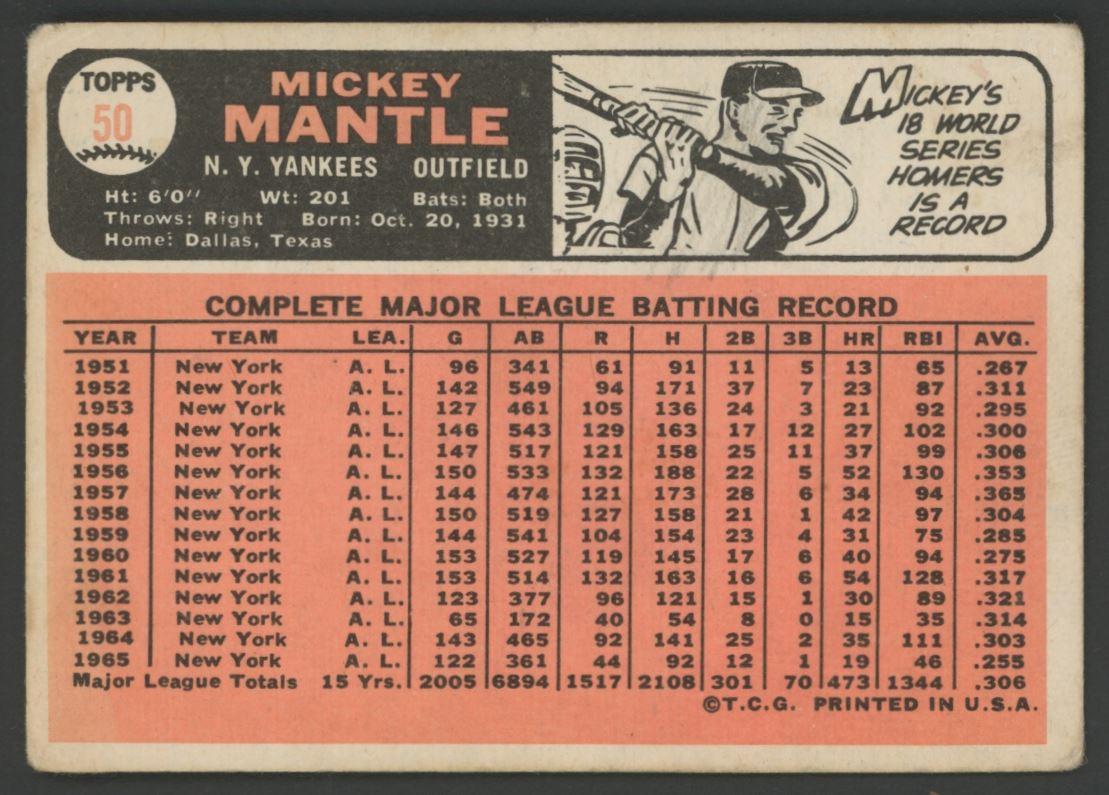 TOPPS
50
MICKEY
MANTLE
N. Y. YANKEES OUTFIELD
Ht: 6'0'' Wt: 201 Bats: Both
Throws: Right Born: Oct. 20, 1931
Home: Dallas, Texas
MICKEY'S
18 WORLD
SERIES
HOMERS
IS A
RECORD
COMPLETE MAJOR LEAGUE BATTING RECORD
YEAR TEAM LEA. G AB R H 2B 3B HR RBI AVG.
1951 New York A. L. 96 341 61 91 11 5 13 65 .267
1952 New York A. L. 142 549 94 171 37 7 23 87 .311
1953 New York A. L. 127 461 105 136 24 3 21 92 .295
1954 New York A. L. 146 543 129 163 17 12 27 102 .300
1955 New York A. L. 147 517 121 158 25 11 37 99 .306
1956 New York A. L. 150 533 132 188 22 5 52 130 .353
1957 New York A. L. 144 474 121 173 28 6 34 94 .365
1958 New York A. L. 150 519 127 158 21 1 42 97 .304
1959 New York A. L. 144 541 104 154 23 4 31 75 .285
1960 New York A. L. 153 527 119 145 17 6 40 94 .275
1961 New York A. L. 153 514 132 163 16 6 54 128 .317
1962 New York A. L. 123 377 96 121 15 1 30 89 .321
1963 New York A. L. 65 172 40 54 8 0 15 35 .314
1964 New York A. L. 143 465 92 141 25 2 35 111 .303
1965 New York A. L. 122 361 44 92 12 1 19 46 .255
Major League Totals 15 Yrs. 2005 6894 1517 2108 301 70 473 1344 .306
©T.C.G. PRINTED IN U.S.A.